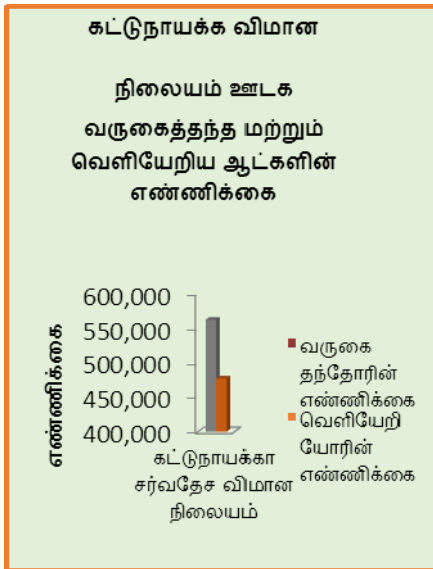 கட்டுநாயக்க விமான
நிலையம் ஊடக
வருகைத்தந்த மற்றும்
வெளியேறிய ஆட்களின்
எண்ணிக்கை
எண்ணிக்கை
600,000
550,000
500,000
450,000
400,000
கட்டுநாயக்கா
சர்வதேச விமான
நிலையம்
வருகை
தந்தோரின்
எண்ணிக்கை
வெளியேறி
யோரின்
எண்ணிக்கை